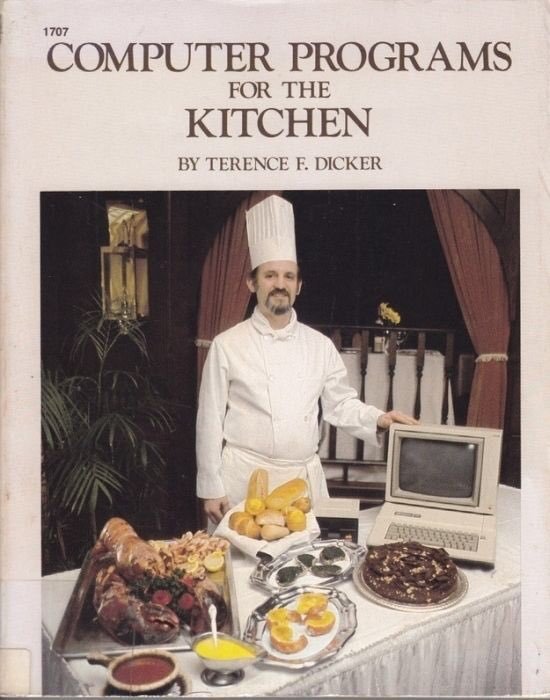 1707
COMPUTER PROGRAMS
FOR THE
KITCHEN
BY TERENCE F. DICKER